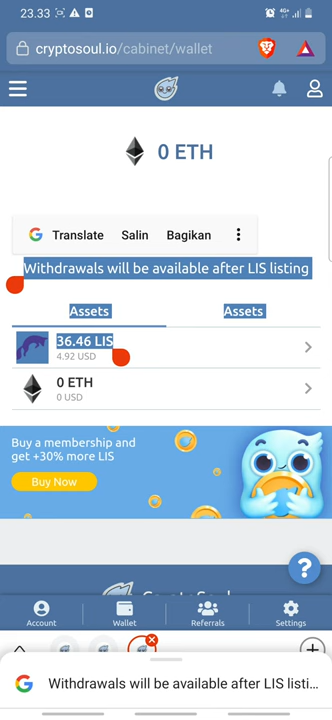 23.33
4G+
cryptosoul.io/cabinet/wallet
0 ETH
Translate Salin Bagikan
Withdrawals will be available after LIS listing
Assets Assets
36.46 LIS
4.92 USD
0 ETH
0 USD
Buy a membership and
get +30% more LIS
Buy Now
?
CryptoSoul
Account Wallet Referrals Settings
Withdrawals will be available after LIS listi...